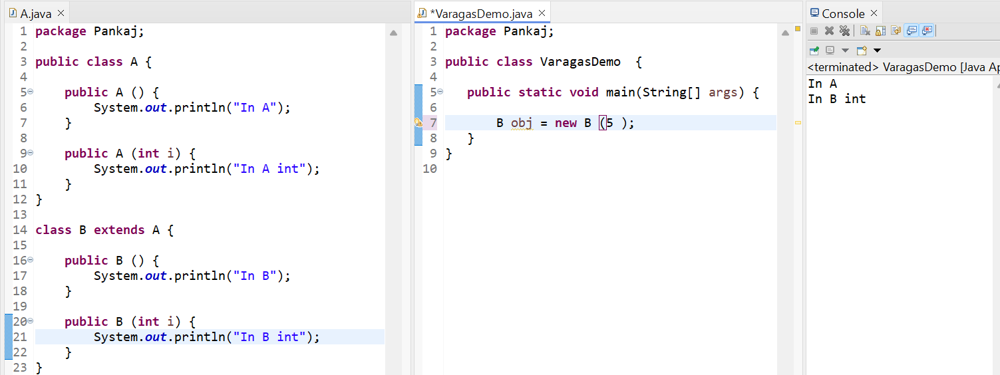 A.java
1 package Pankaj;
2
3 public class A {
4
5 public A () {
6 System.out.println("In A");
7 }
8
9 public A (int i) {
10 System.out.println("In A int");
11 }
12 }
13
14 class B extends A {
15
16 public B () {
17 System.out.println("In B");
18 }
19
20 public B (int i) {
21 System.out.println("In B int");
22 }
23 }
*VaragasDemo.java
1 package Pankaj;
2
3 public class VaragasDemo  {
4
5 public static void main(String[] args) {
6
7 B obj = new B (5 );
8 }
9 }
10
Console
<terminated> VaragasDemo [Java Ap
In A
In B int